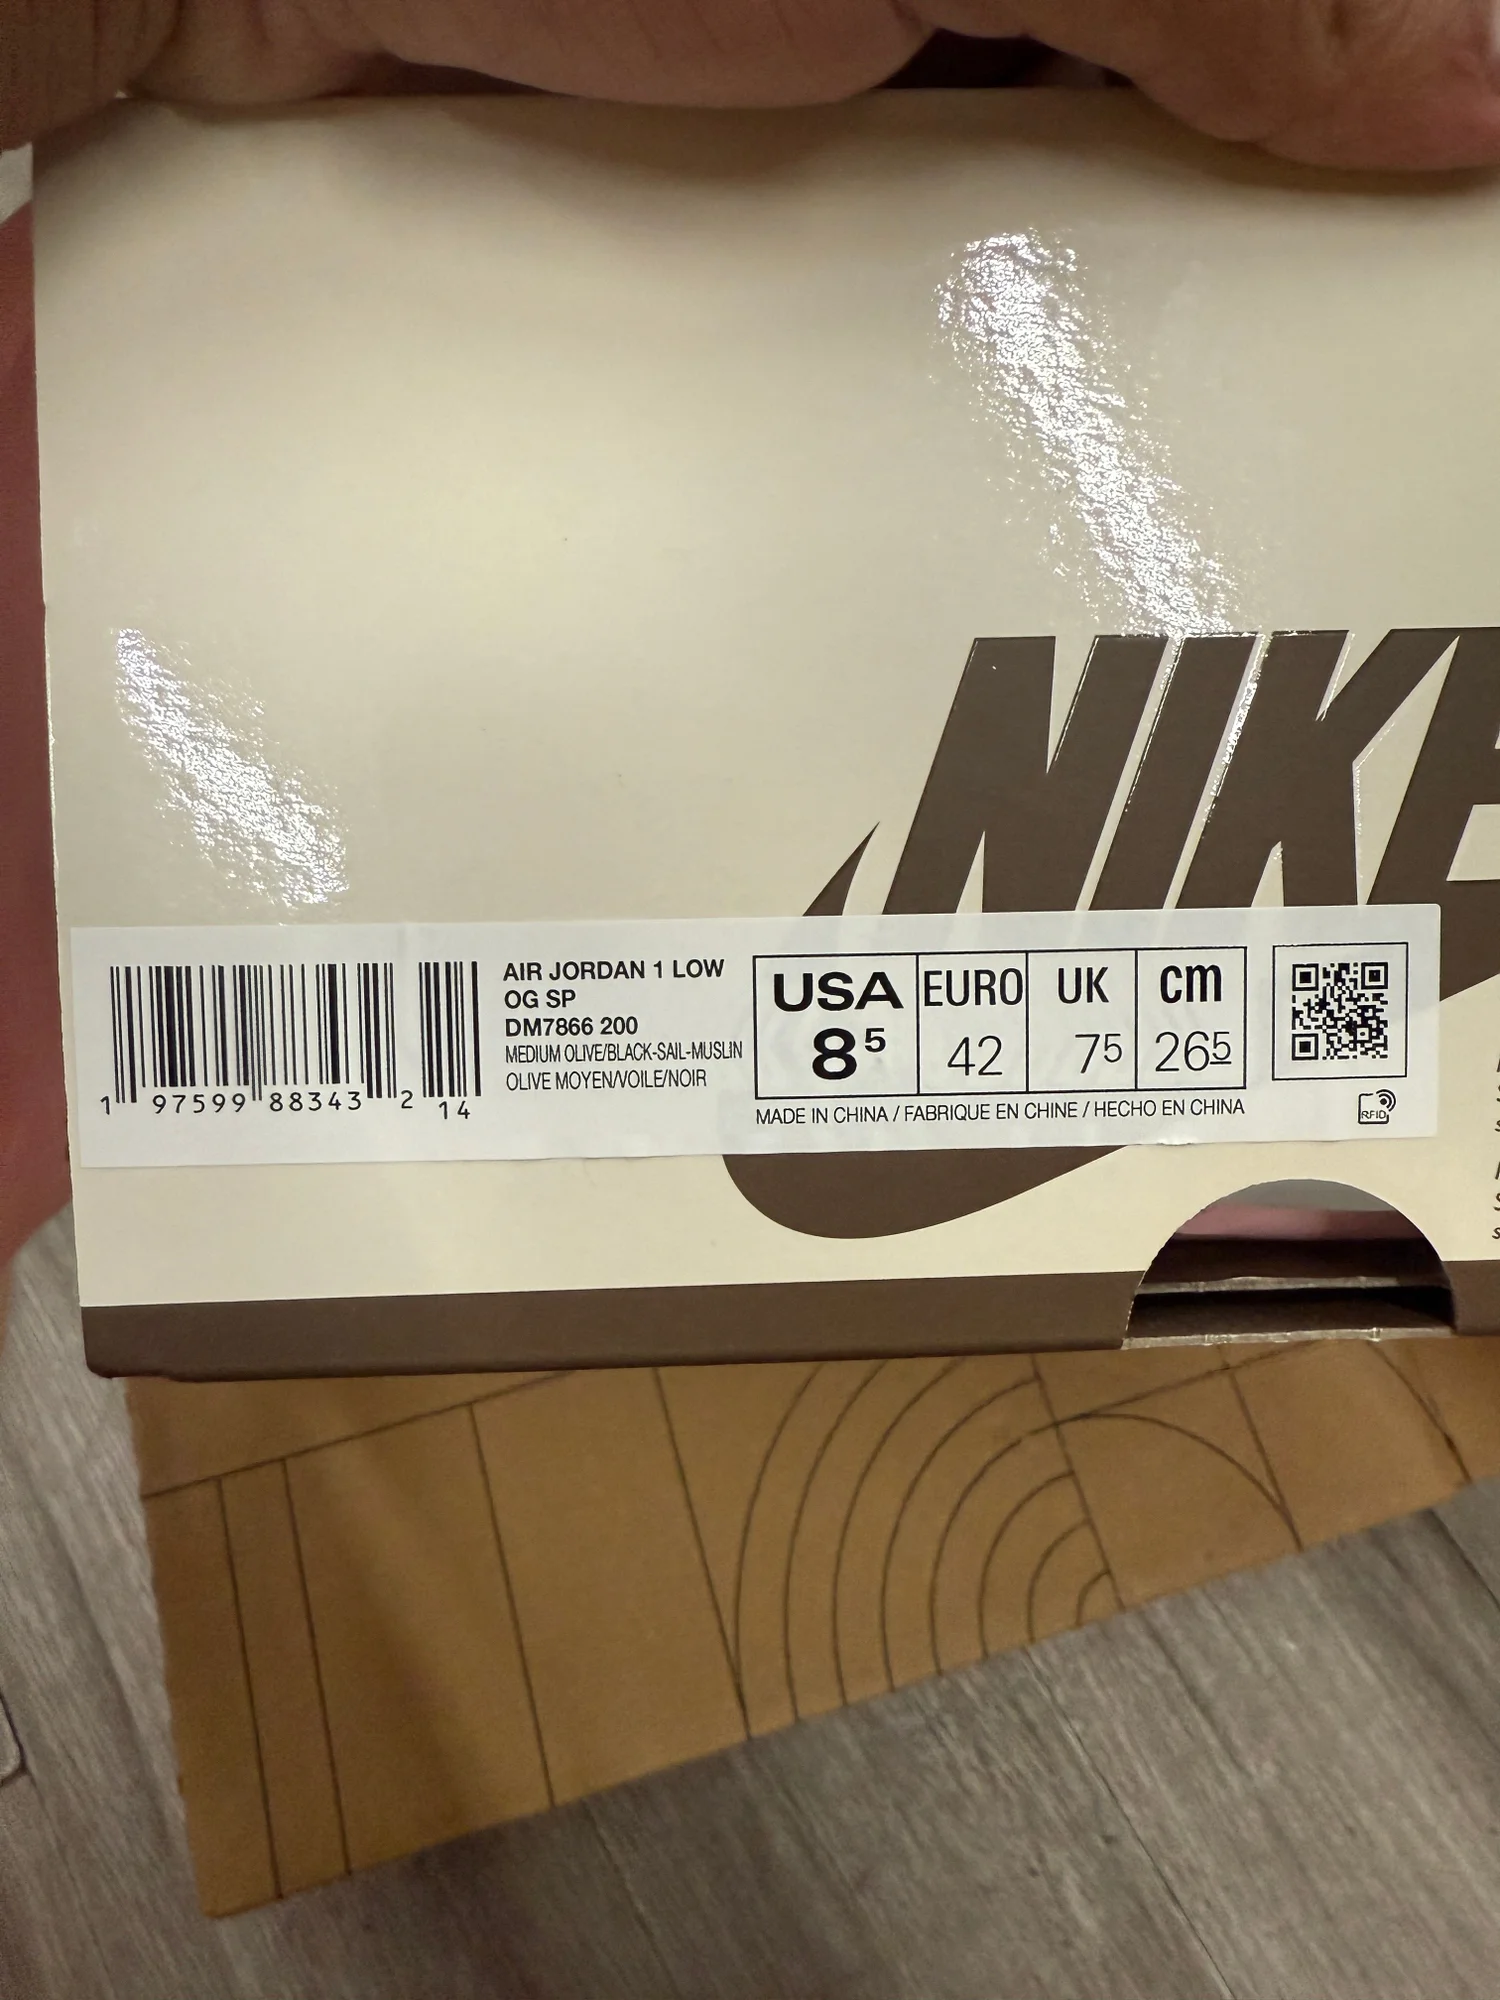 NIKE
AIR JORDAN 1 LOW
OG SP
DM7866 200
MEDIUM OLIVE/BLACK-SAIL-MUSLIN
OLIVE MOYEN/VOILE/NOIR
1 97599 88343 2 14
USA EURO UK cm
8⁵ 42 7⁵ 26⁵
MADE IN CHINA / FABRIQUE EN CHINE / HECHO EN CHINA
RFID